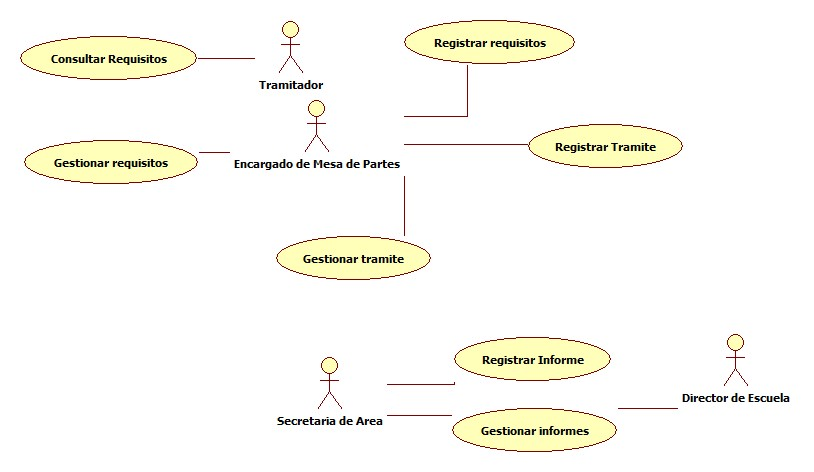 Registrar requisitos
Consultar Requisitos
Tramitador
Registrar Tramite
Gestionar requisitos
Encargado de Mesa de Partes
Gestionar tramite
Registrar Informe
Director de Escuela
Secretaria de Area
Gestionar informes